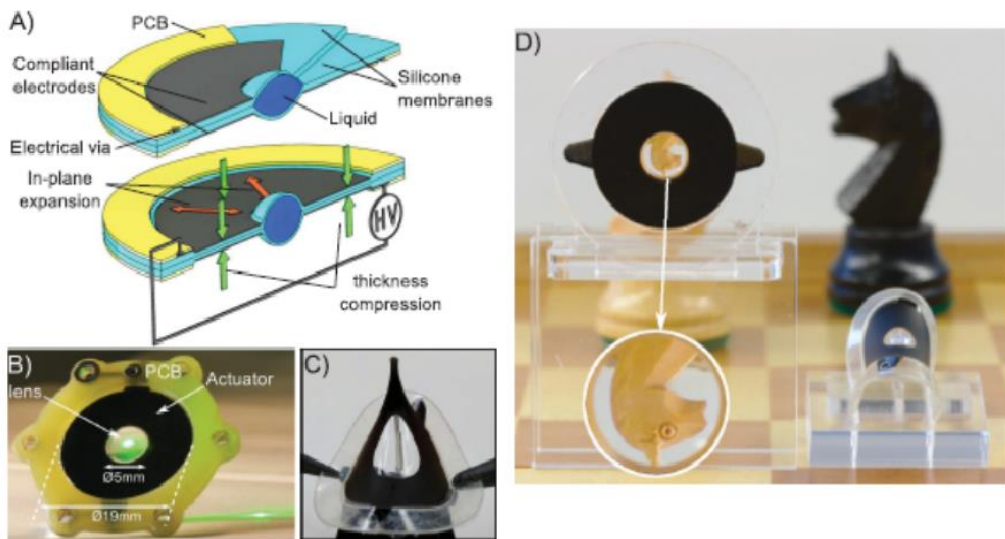 A)
PCB
Compliant
electrodes
Silicone
membranes
Liquid
Electrical via
In-plane
expansion
HV
thickness
compression
B)
PCB
Actuator
lens
Ø5mm
Ø19mm
C)
D)